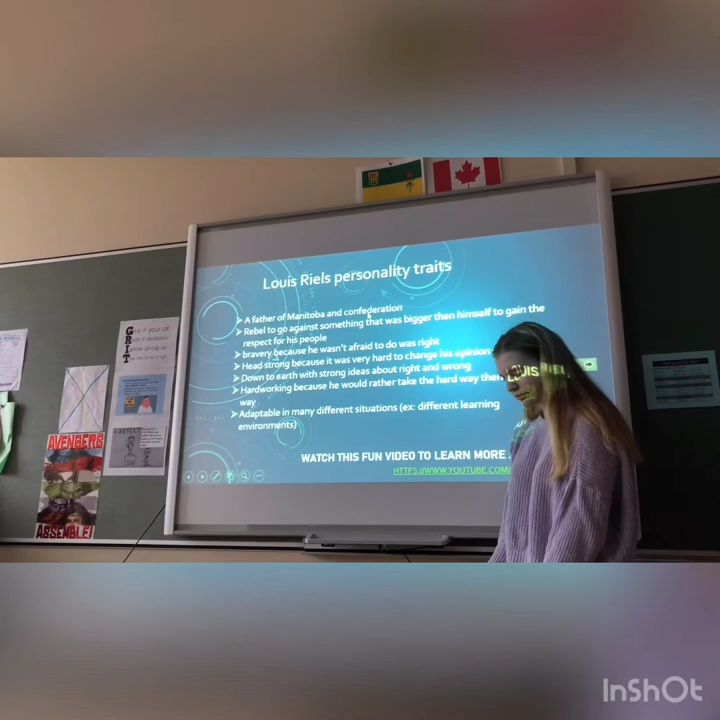 Louis Riels personality traits
A father of Manitoba and confederation
Rebel to go against something that was bigger then himself to gain the
respect for his people
bravery because he wasn't afraid to do was right
Head strong because it was very hard to change his opinion
Down to earth with strong ideas about right and wrong
Hardworking because he would rather take the hard way then
way
Adaptable in many different situations (ex: different learning
environments)
WATCH THIS FUN VIDEO TO LEARN MORE
HTTPS://WWW.YOUTUBE.COM/
LOUIS RIEL
GRIT
AVENGERS
ASSEMBLE!
InShOt